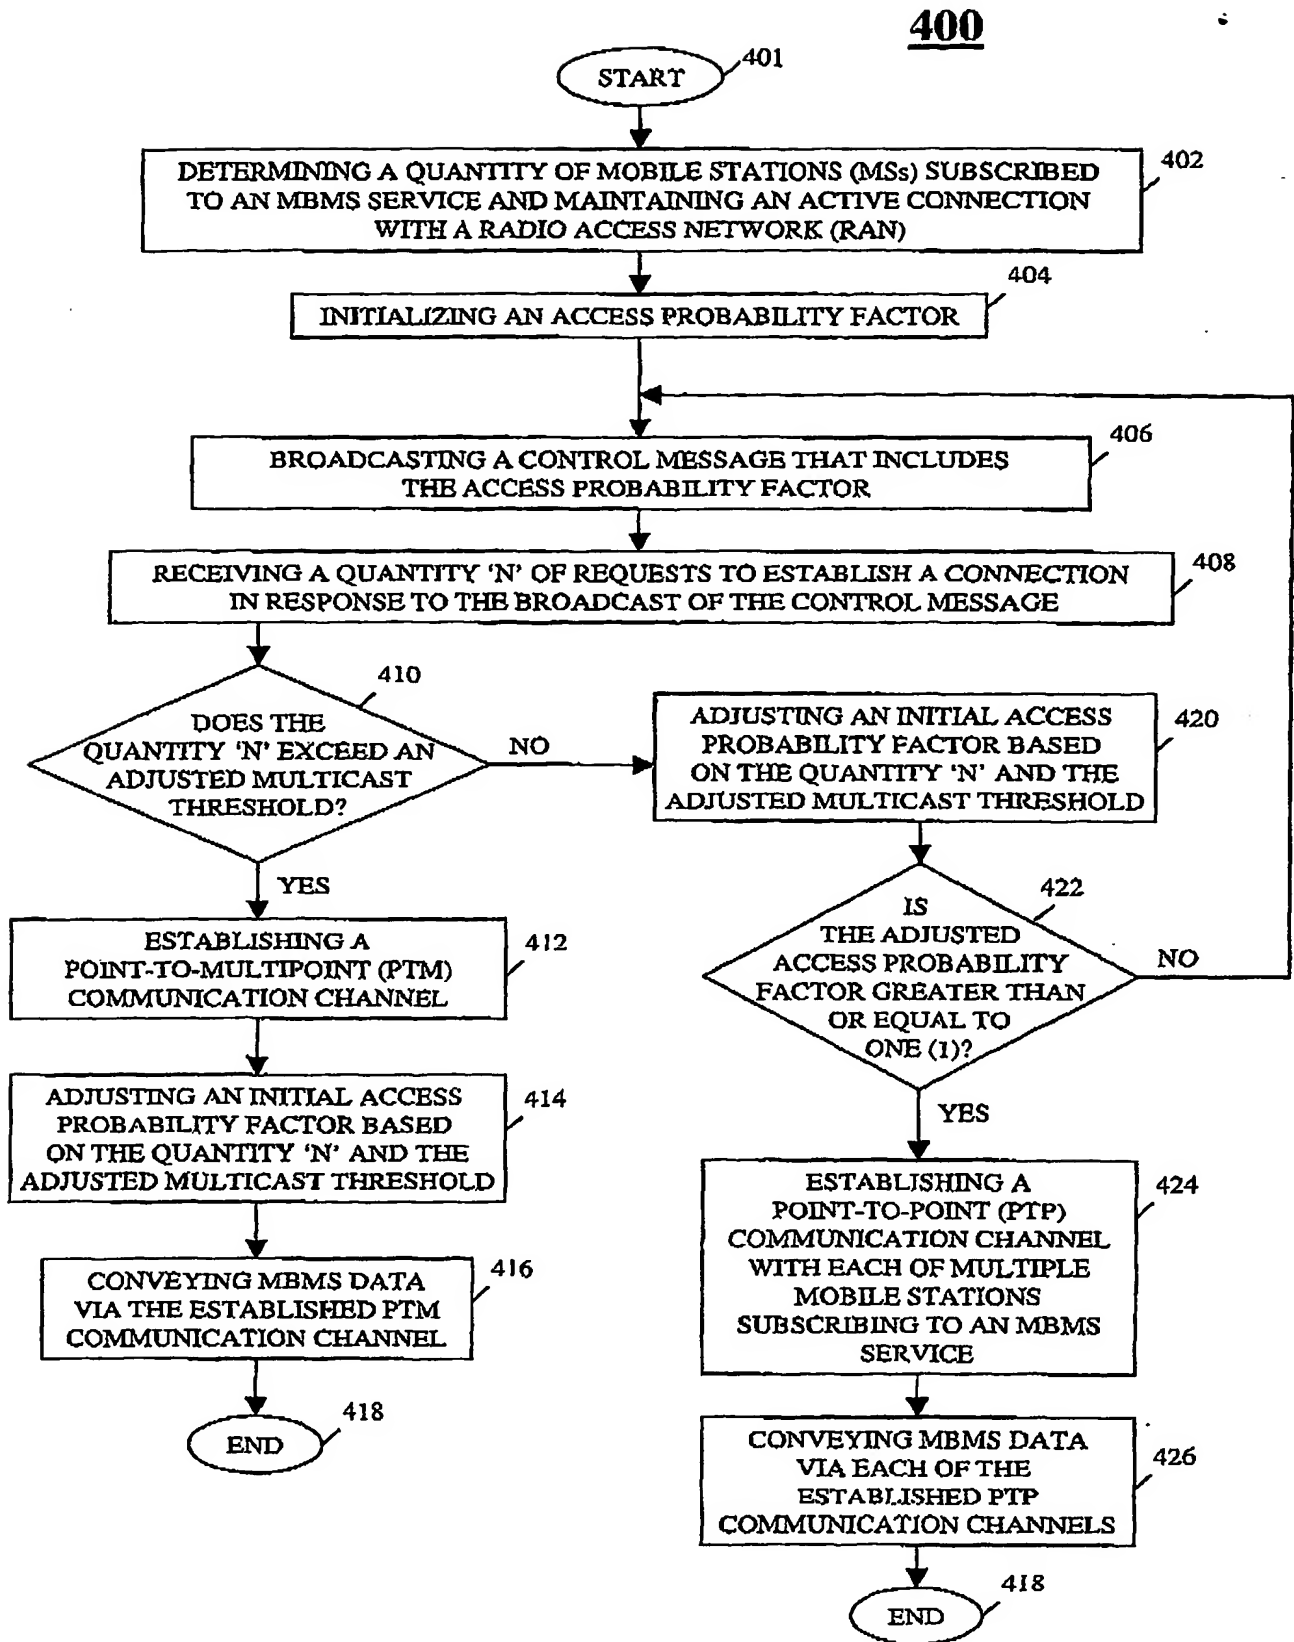 400
START
401
DETERMINING A QUANTITY OF MOBILE STATIONS (MSs) SUBSCRIBED
TO AN MBMS SERVICE AND MAINTAINING AN ACTIVE CONNECTION
WITH A RADIO ACCESS NETWORK (RAN)
402
INITIALIZING AN ACCESS PROBABILITY FACTOR
404
BROADCASTING A CONTROL MESSAGE THAT INCLUDES
THE ACCESS PROBABILITY FACTOR
406
RECEIVING A QUANTITY 'N' OF REQUESTS TO ESTABLISH A CONNECTION
IN RESPONSE TO THE BROADCAST OF THE CONTROL MESSAGE
408
DOES THE
QUANTITY 'N' EXCEED AN
ADJUSTED MULTICAST
THRESHOLD?
410
NO
YES
ESTABLISHING A
POINT-TO-MULTIPOINT (PTM)
COMMUNICATION CHANNEL
412
ADJUSTING AN INITIAL ACCESS
PROBABILITY FACTOR BASED
ON THE QUANTITY 'N' AND THE
ADJUSTED MULTICAST THRESHOLD
414
CONVEYING MBMS DATA
VIA THE ESTABLISHED PTM
COMMUNICATION CHANNEL
416
END
418
ADJUSTING AN INITIAL ACCESS
PROBABILITY FACTOR BASED
ON THE QUANTITY 'N' AND THE
ADJUSTED MULTICAST THRESHOLD
420
IS
THE ADJUSTED
ACCESS PROBABILITY
FACTOR GREATER THAN
OR EQUAL TO
ONE (1)?
422
NO
YES
ESTABLISHING A
POINT-TO-POINT (PTP)
COMMUNICATION CHANNEL
WITH EACH OF MULTIPLE
MOBILE STATIONS
SUBSCRIBING TO AN MBMS
SERVICE
424
CONVEYING MBMS DATA
VIA EACH OF THE
ESTABLISHED PTP
COMMUNICATION CHANNELS
426
END
418